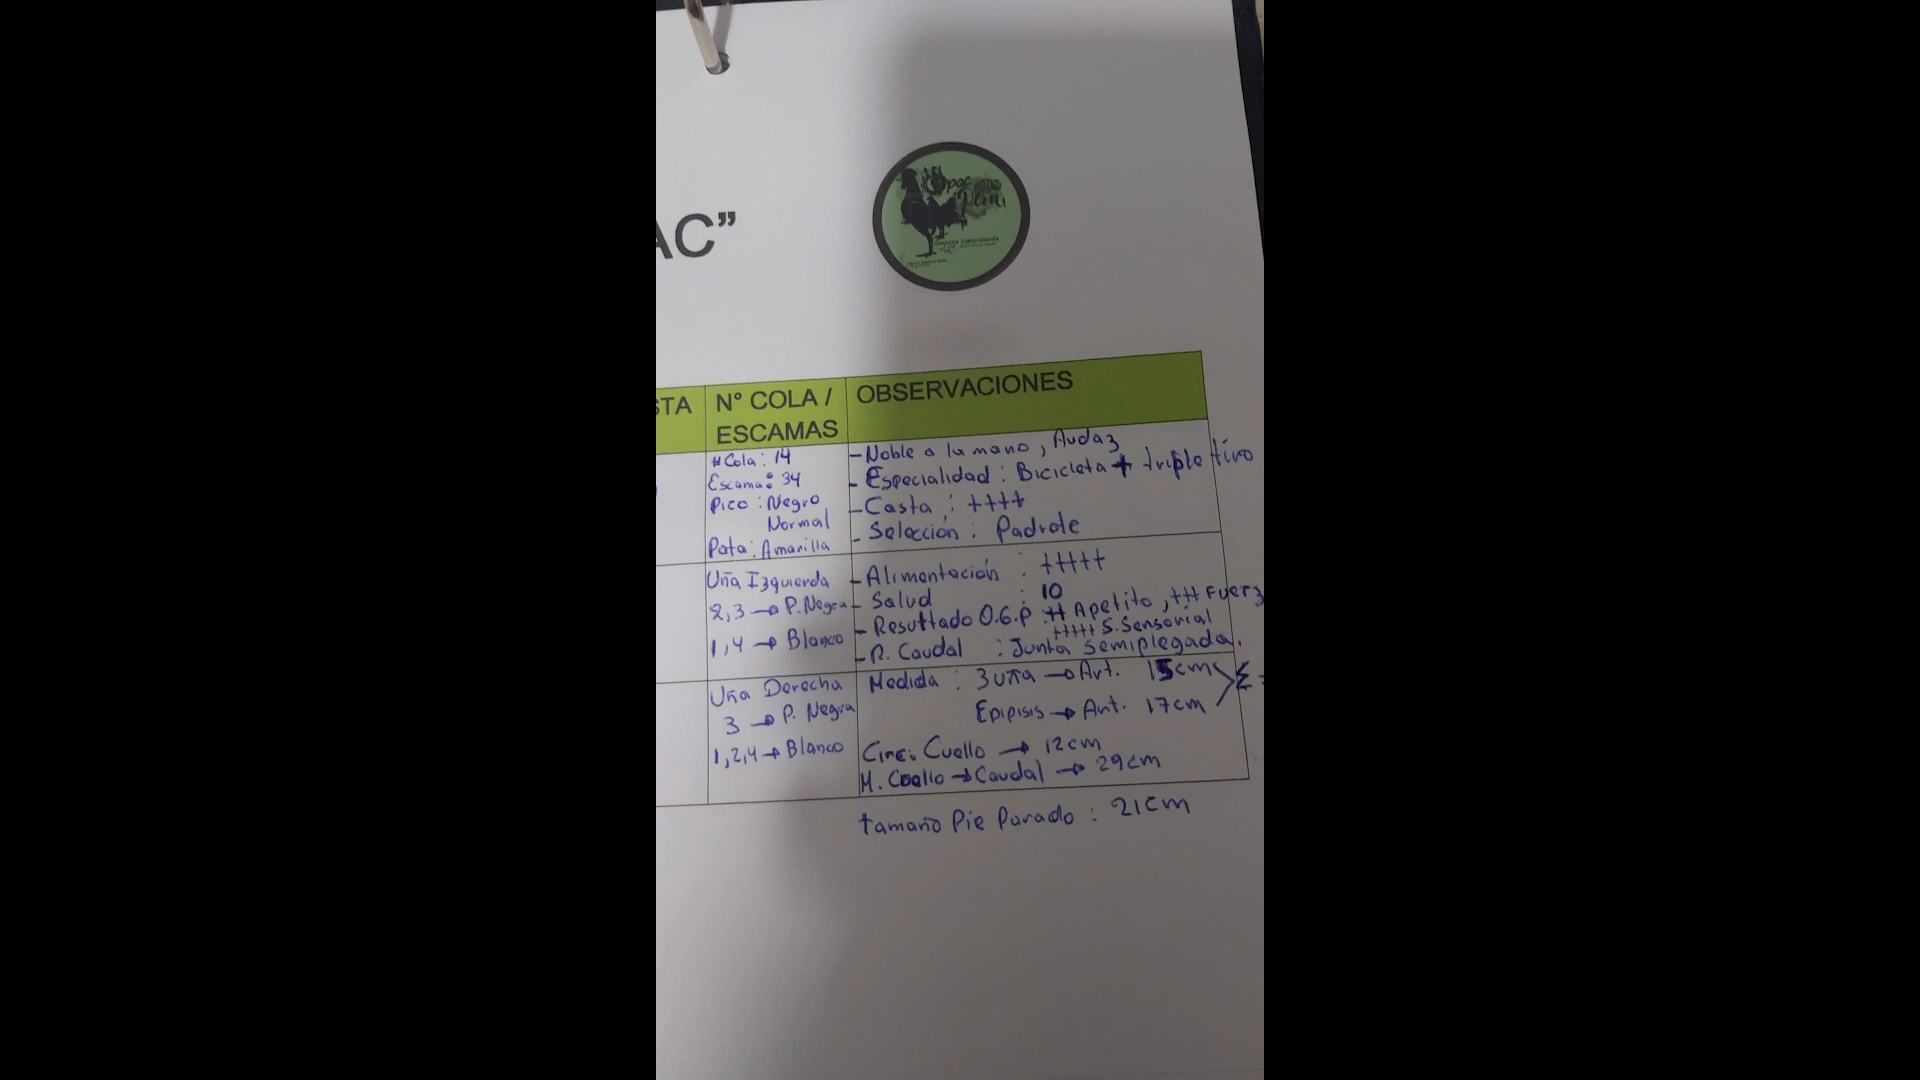 AC”
STA
N° COLA /
ESCAMAS
OBSERVACIONES
# Cola: 14
Escama: 34
Pico: Negro
Normal
Pata: Amarilla
- Noble a la mano, Audaz
- Especialidad: Bicicleta + triple tiro
- Casta: ++++
- Selección: Padrote
Uña Izquierda
2,3 → P. Negra
1,4 → Blanco
- Alimentación: +++++
- Salud: 10
- Resultado O.G.P: ++ Apetito, +++ Fuerz
+++++ S. Sensorial
- R. Caudal: Junta semiplegada.
Uña Derecha
3 → P. Negra
1,2,4 → Blanco
Medida: 3 uña → Art. 15cm
Epipisis → Ant. 17cm
Σ =
Circ. Cuello → 12cm
M. Cuello → Caudal → 29cm
tamaño Pie Parado: 21cm